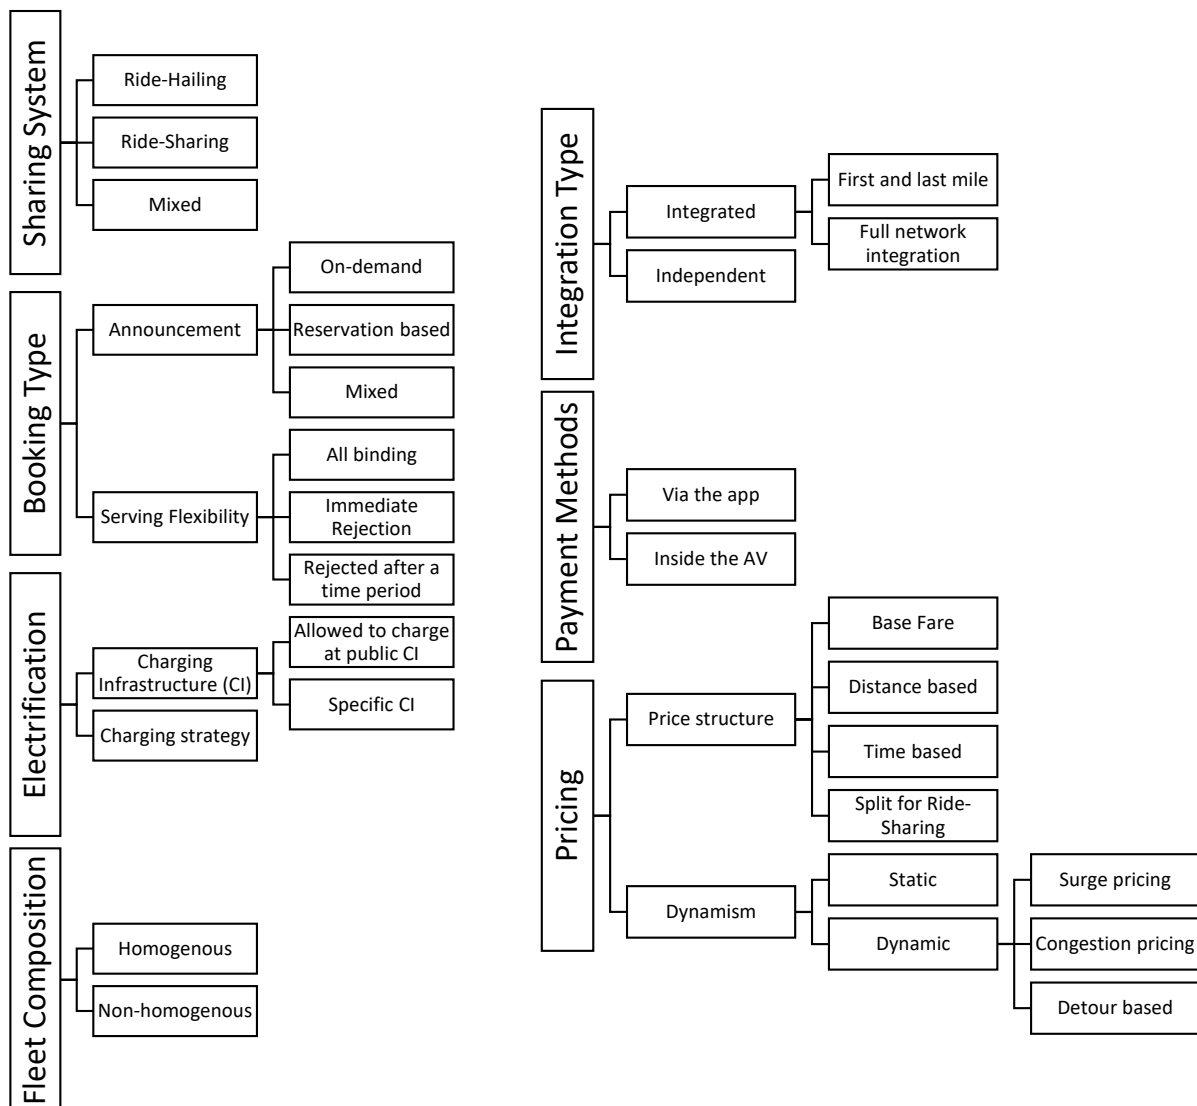 Sharing System
Ride-Hailing
Ride-Sharing
Mixed
Booking Type
Announcement
On-demand
Reservation based
Mixed
Serving Flexibility
All binding
Immediate
Rejection
Rejected after a
time period
Electrification
Charging
Infrastructure (CI)
Allowed to charge
at public CI
Specific CI
Charging strategy
Fleet Composition
Homogenous
Non-homogenous
Integration Type
Integrated
First and last mile
Full network
integration
Independent
Payment Methods
Via the app
Inside the AV
Pricing
Price structure
Base Fare
Distance based
Time based
Split for Ride-
Sharing
Dynamism
Static
Dynamic
Surge pricing
Congestion pricing
Detour based